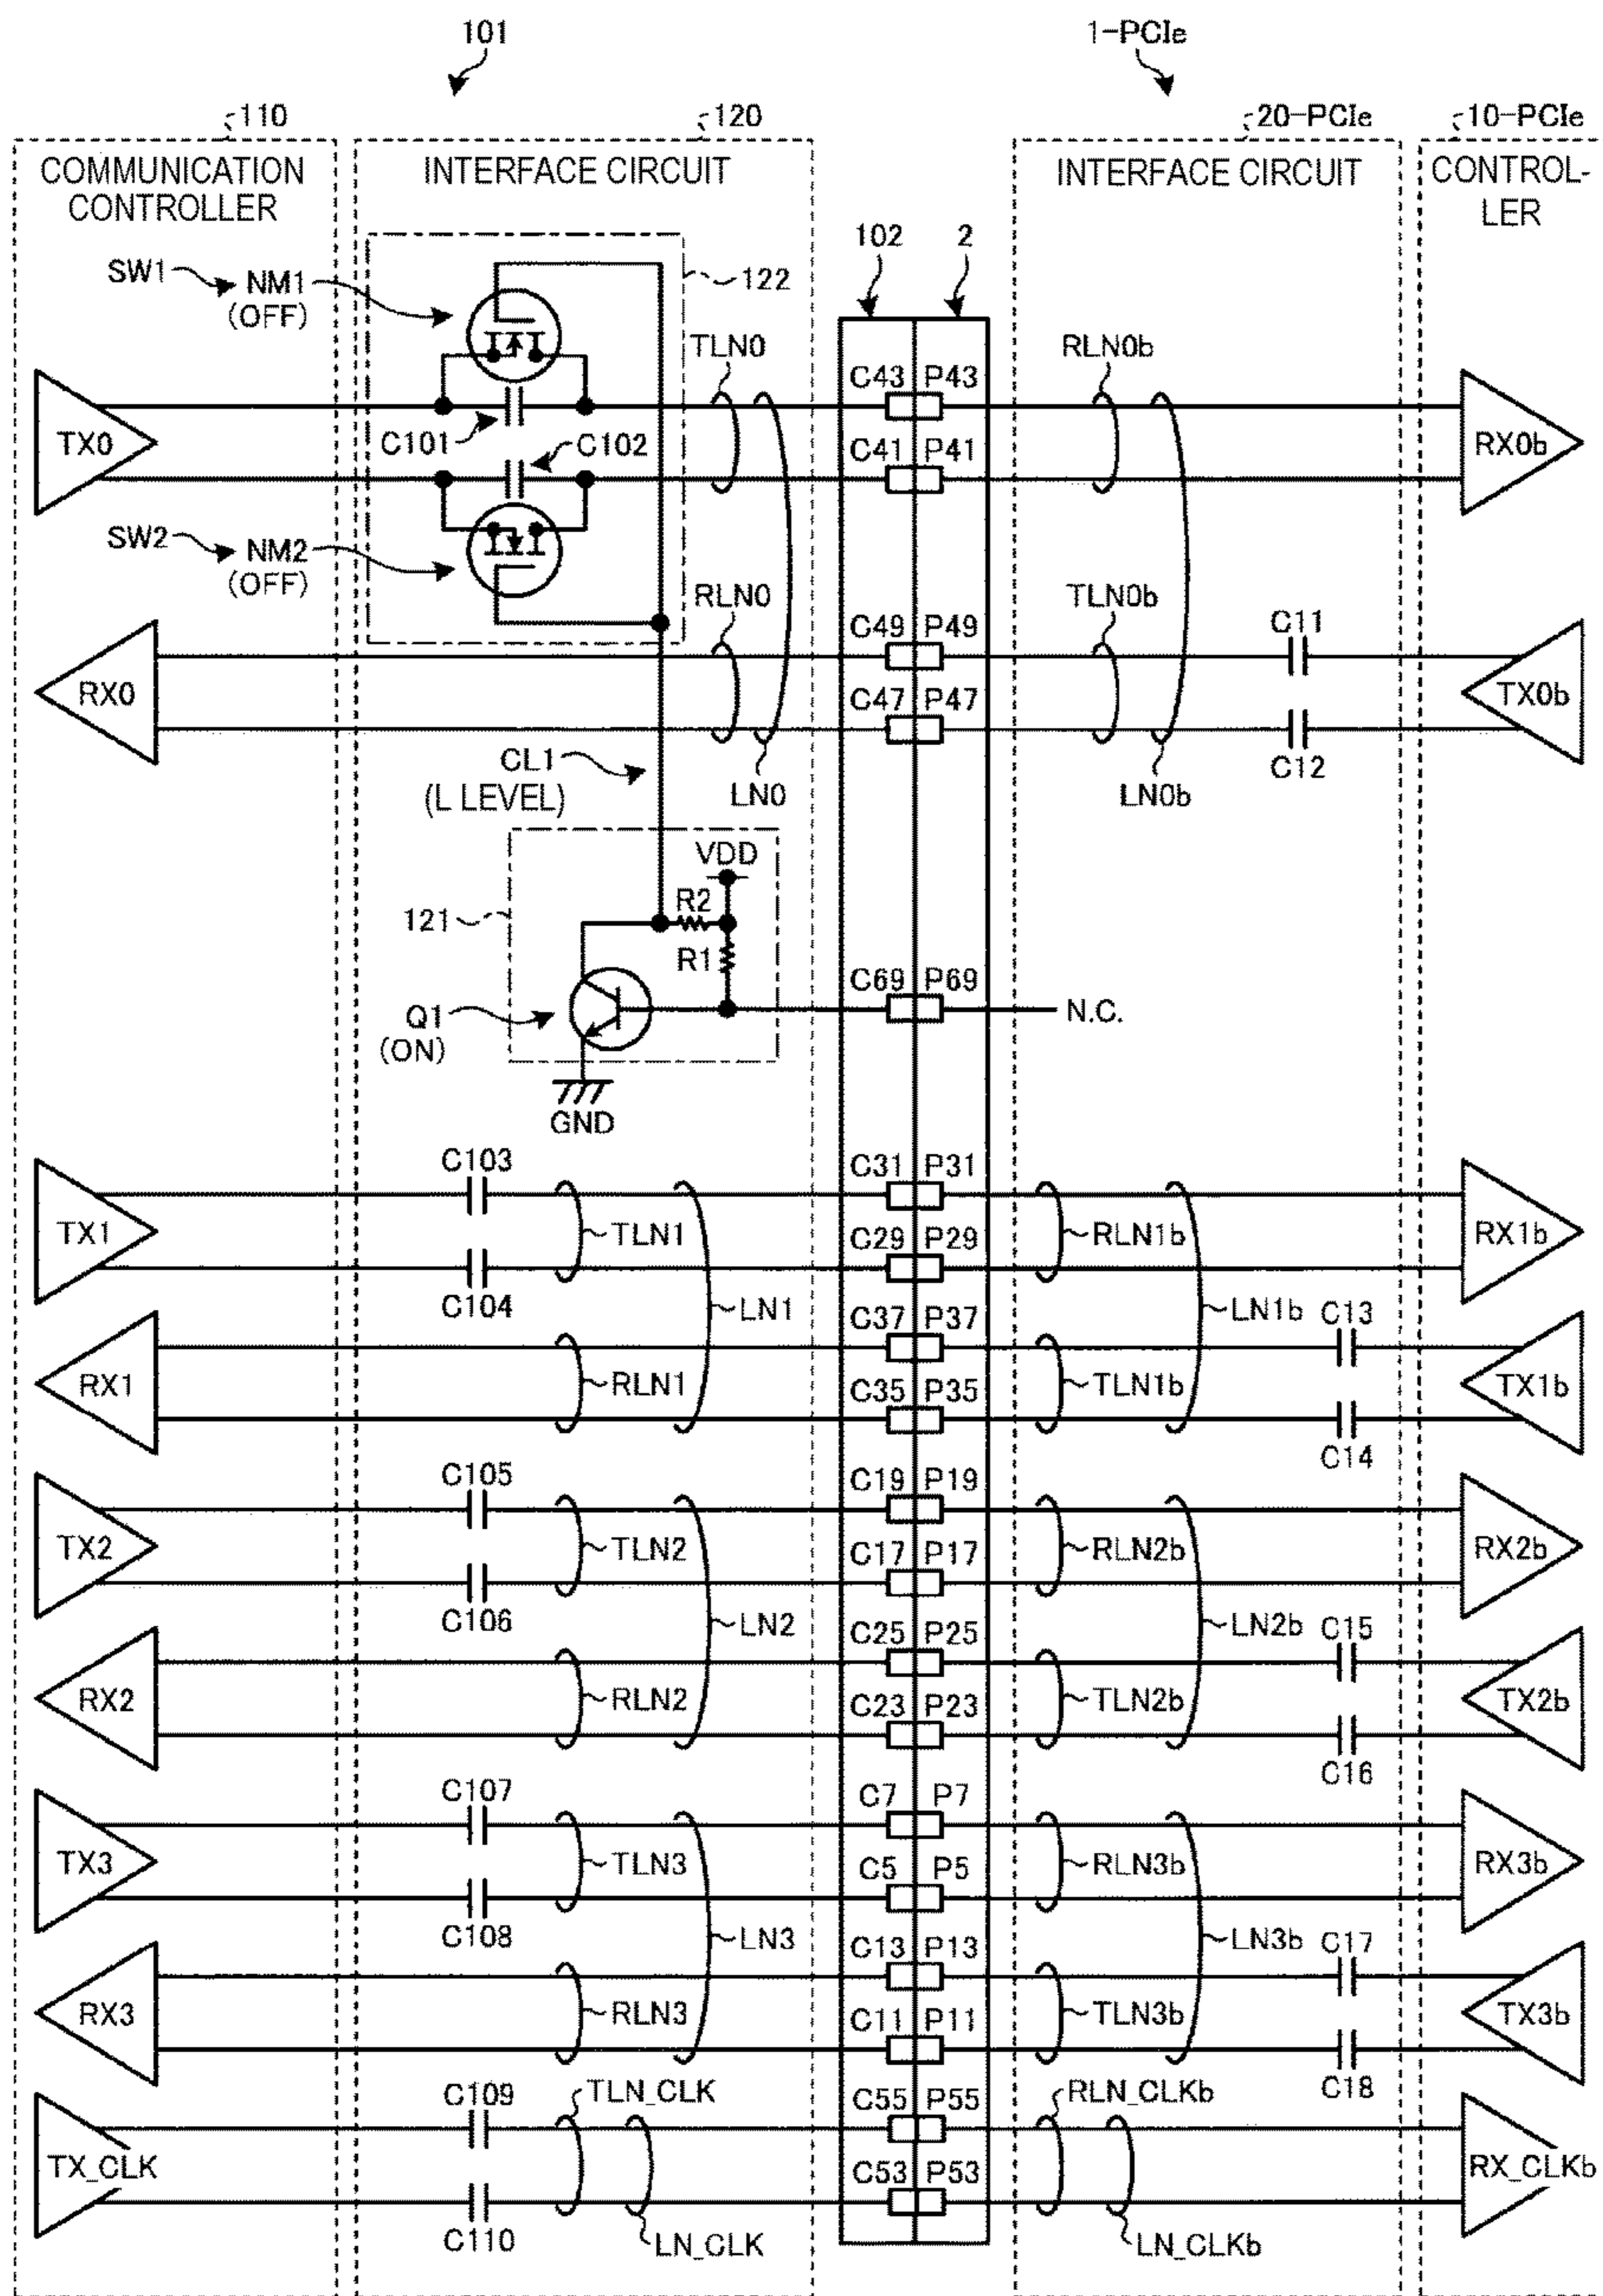 101
1-PCIe
110
120
20-PCIe
10-PCIe
COMMUNICATION
CONTROLLER
INTERFACE CIRCUIT
INTERFACE CIRCUIT
CONTROL-
LER
102
2
SW1
NM1
(OFF)
122
TLN0
RLN0b
C43
P43
TX0
C101
C102
C41
P41
RX0b
SW2
NM2
(OFF)
RLN0
TLN0b
C49
P49
C11
RX0
C47
P47
TX0b
CL1
(L LEVEL)
LN0
LN0b
C12
VDD
121
R2
R1
C69
P69
N.C.
Q1
(ON)
GND
C103
C31
P31
TX1
TLN1
C29
P29
RLN1b
RX1b
C104
LN1
C37
P37
LN1b
C13
RX1
RLN1
C35
P35
TLN1b
TX1b
C14
C105
C19
P19
TX2
TLN2
C17
P17
RLN2b
RX2b
C106
LN2
C25
P25
LN2b
C15
RX2
RLN2
C23
P23
TLN2b
TX2b
C16
C107
C7
P7
TX3
TLN3
C5
P5
RLN3b
RX3b
C108
LN3
C13
P13
LN3b
C17
RX3
RLN3
C11
P11
TLN3b
TX3b
C18
C109
TLN_CLK
C55
P55
RLN_CLKb
TX_CLK
C53
P53
RX_CLKb
C110
LN_CLK
LN_CLKb